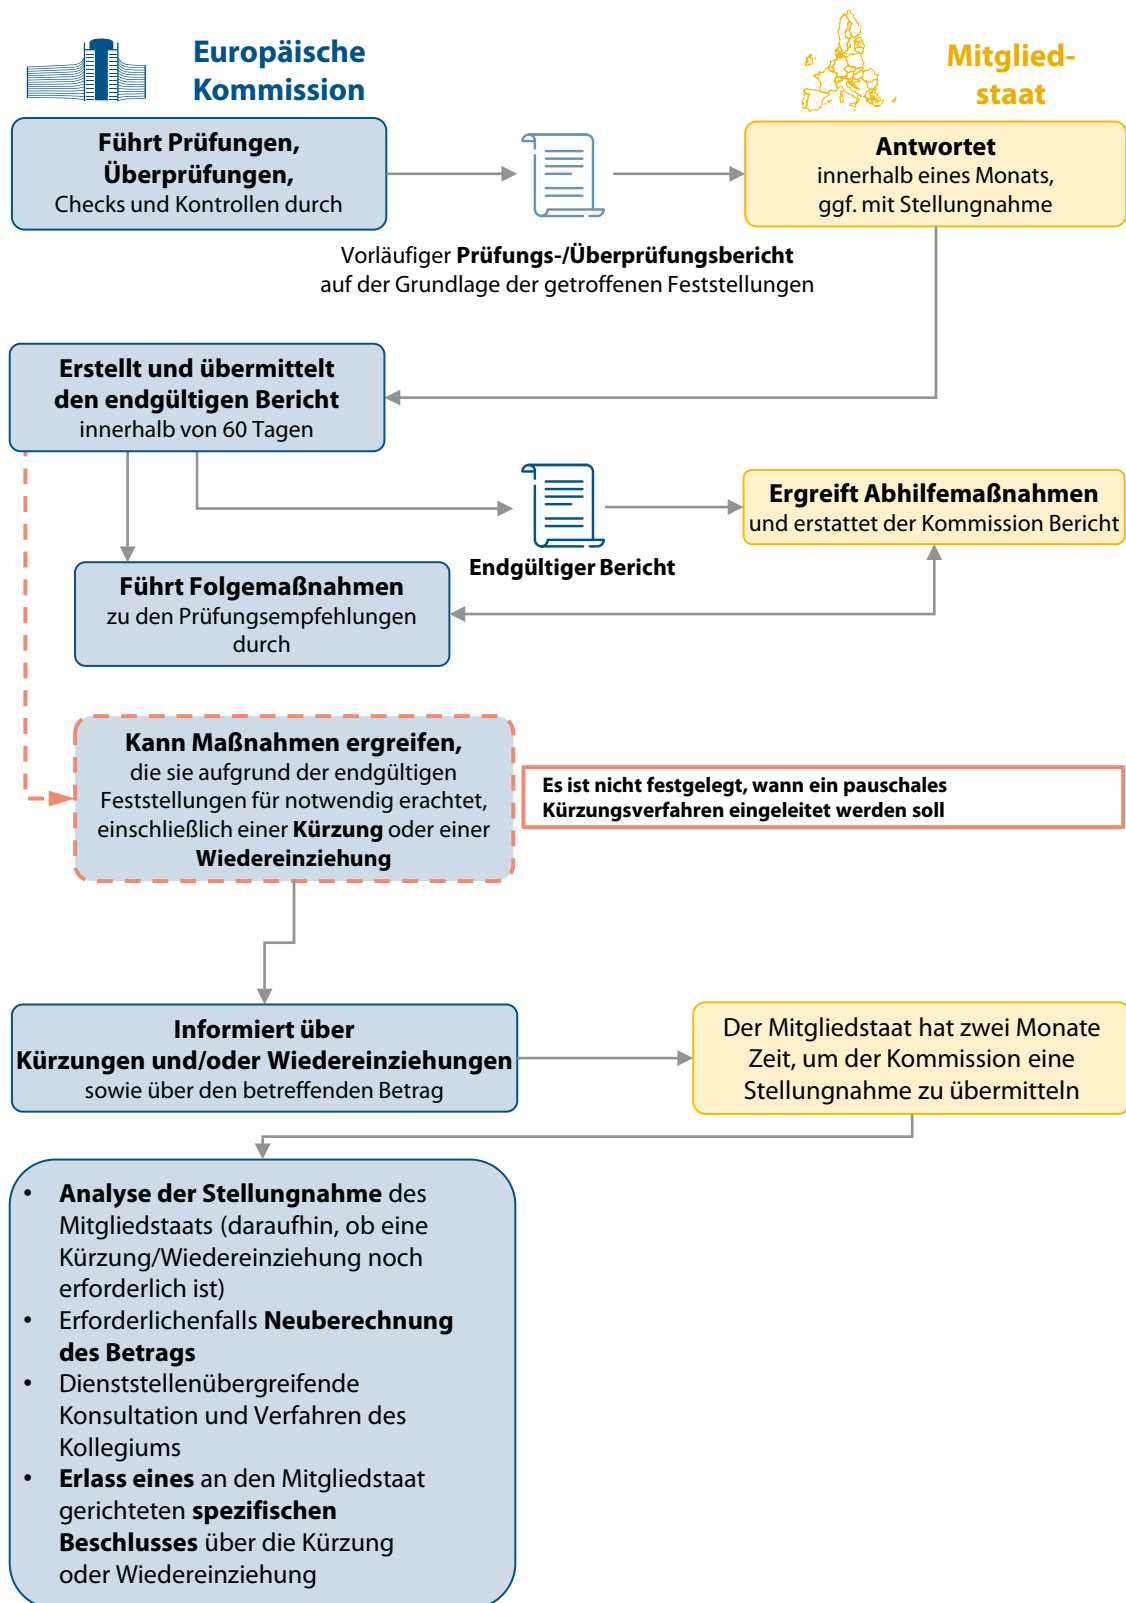 Europäische
Kommission
Mitglied-
staat
Führt Prüfungen,
Überprüfungen,
Checks und Kontrollen durch
Antwortet
innerhalb eines Monats,
ggf. mit Stellungnahme
Vorläufiger Prüfungs-/Überprüfungsbericht
auf der Grundlage der getroffenen Feststellungen
Erstellt und übermittelt
den endgültigen Bericht
innerhalb von 60 Tagen
Endgültiger Bericht
Ergreift Abhilfemaßnahmen
und erstattet der Kommission Bericht
Führt Folgemaßnahmen
zu den Prüfungsempfehlungen
durch
Kann Maßnahmen ergreifen,
die sie aufgrund der endgültigen
Feststellungen für notwendig erachtet,
einschließlich einer Kürzung oder einer
Wiedereinziehung
Es ist nicht festgelegt, wann ein pauschales
Kürzungsverfahren eingeleitet werden soll
Informiert über
Kürzungen und/oder Wiedereinziehungen
sowie über den betreffenden Betrag
Der Mitgliedstaat hat zwei Monate
Zeit, um der Kommission eine
Stellungnahme zu übermitteln
• Analyse der Stellungnahme des
Mitgliedstaats (daraufhin, ob eine
Kürzung/Wiedereinziehung noch
erforderlich ist)
• Erforderlichenfalls Neuberechnung
des Betrags
• Dienststellenübergreifende
Konsultation und Verfahren des
Kollegiums
• Erlass eines an den Mitgliedstaat
gerichteten spezifischen
Beschlusses über die Kürzung
oder Wiedereinziehung